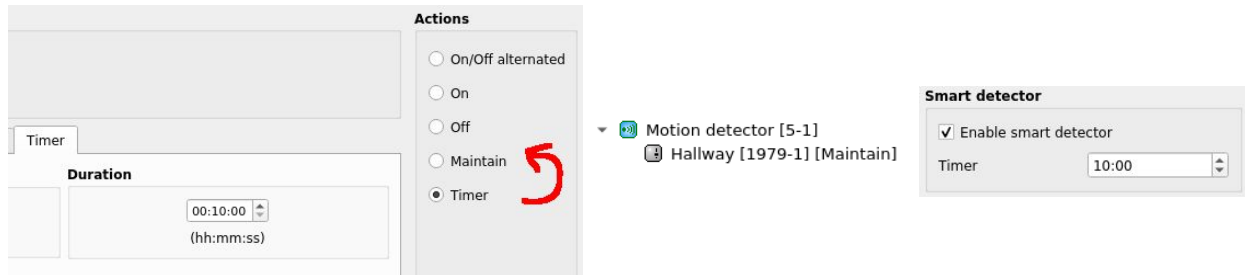 Actions
On/Off alternated
On
Off
Maintain
Timer
Timer
Duration
00:10:00
(hh:mm:ss)
Motion detector [5-1]
Hallway [1979-1] [Maintain]
Smart detector
Enable smart detector
Timer 10:00